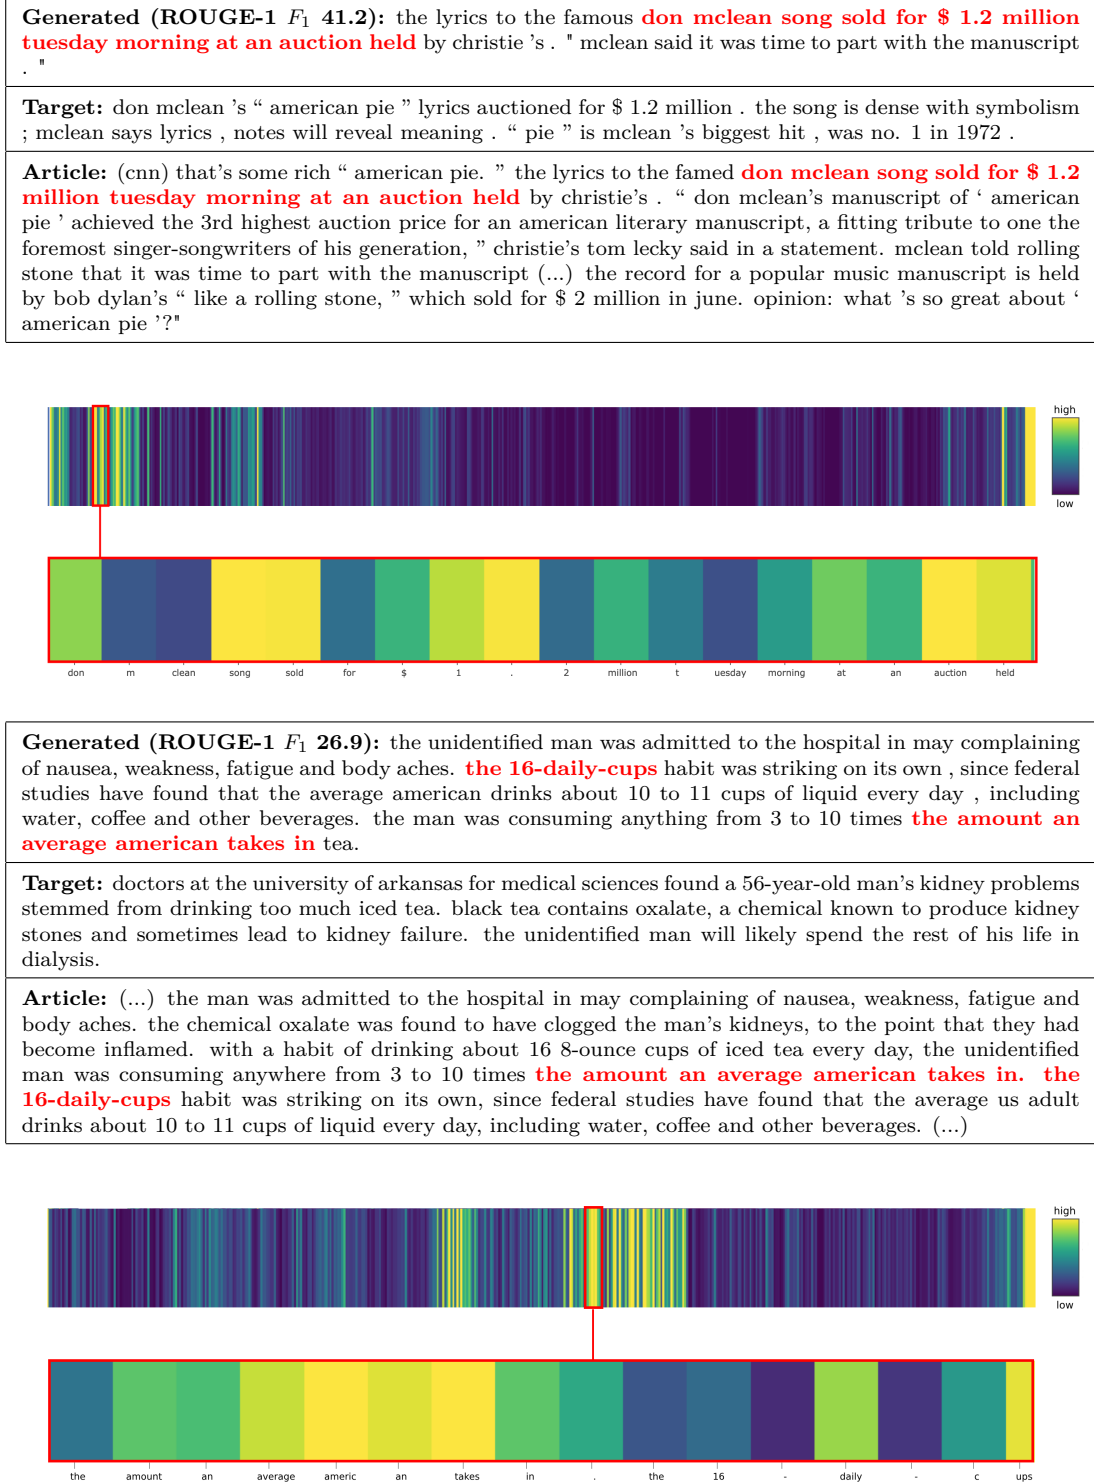 Generated (ROUGE-1 F1 41.2): the lyrics to the famous don mclean song sold for $ 1.2 million
tuesday morning at an auction held by christie 's . " mclean said it was time to part with the manuscript
. "
Target: don mclean 's “ american pie ” lyrics auctioned for $ 1.2 million . the song is dense with symbolism
; mclean says lyrics , notes will reveal meaning . “ pie ” is mclean 's biggest hit , was no. 1 in 1972 .
Article: (cnn) that's some rich “ american pie. ” the lyrics to the famed don mclean song sold for $ 1.2
million tuesday morning at an auction held by christie's . “ don mclean's manuscript of ‘ american
pie ’ achieved the 3rd highest auction price for an american literary manuscript, a fitting tribute to one the
foremost singer-songwriters of his generation, ” christie's tom lecky said in a statement. mclean told rolling
stone that it was time to part with the manuscript (...) the record for a popular music manuscript is held
by bob dylan's “ like a rolling stone, ” which sold for $ 2 million in june. opinion: what 's so great about ‘
american pie ’?"
high
low
don m clean song sold for $ 1 . 2 million t uesday morning at an auction held
Generated (ROUGE-1 F1 26.9): the unidentified man was admitted to the hospital in may complaining
of nausea, weakness, fatigue and body aches. the 16-daily-cups habit was striking on its own , since federal
studies have found that the average american drinks about 10 to 11 cups of liquid every day , including
water, coffee and other beverages. the man was consuming anything from 3 to 10 times the amount an
average american takes in tea.
Target: doctors at the university of arkansas for medical sciences found a 56-year-old man's kidney problems
stemmed from drinking too much iced tea. black tea contains oxalate, a chemical known to produce kidney
stones and sometimes lead to kidney failure. the unidentified man will likely spend the rest of his life in
dialysis.
Article: (...) the man was admitted to the hospital in may complaining of nausea, weakness, fatigue and
body aches. the chemical oxalate was found to have clogged the man's kidneys, to the point that they had
become inflamed. with a habit of drinking about 16 8-ounce cups of iced tea every day, the unidentified
man was consuming anywhere from 3 to 10 times the amount an average american takes in. the
16-daily-cups habit was striking on its own, since federal studies have found that the average us adult
drinks about 10 to 11 cups of liquid every day, including water, coffee and other beverages. (...)
high
low
the amount an average americ an takes in . the 16 - daily - c ups